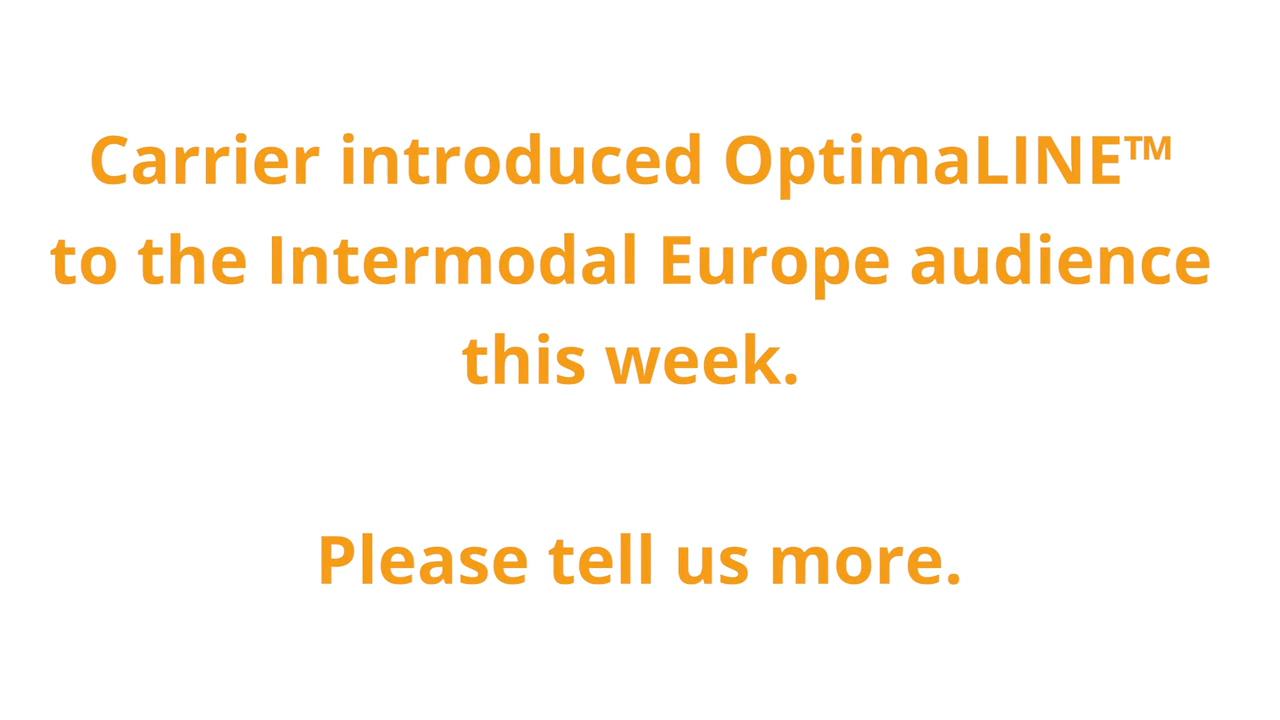 Carrier introduced OptimaLINE™
to the Intermodal Europe audience
this week.
Please tell us more.